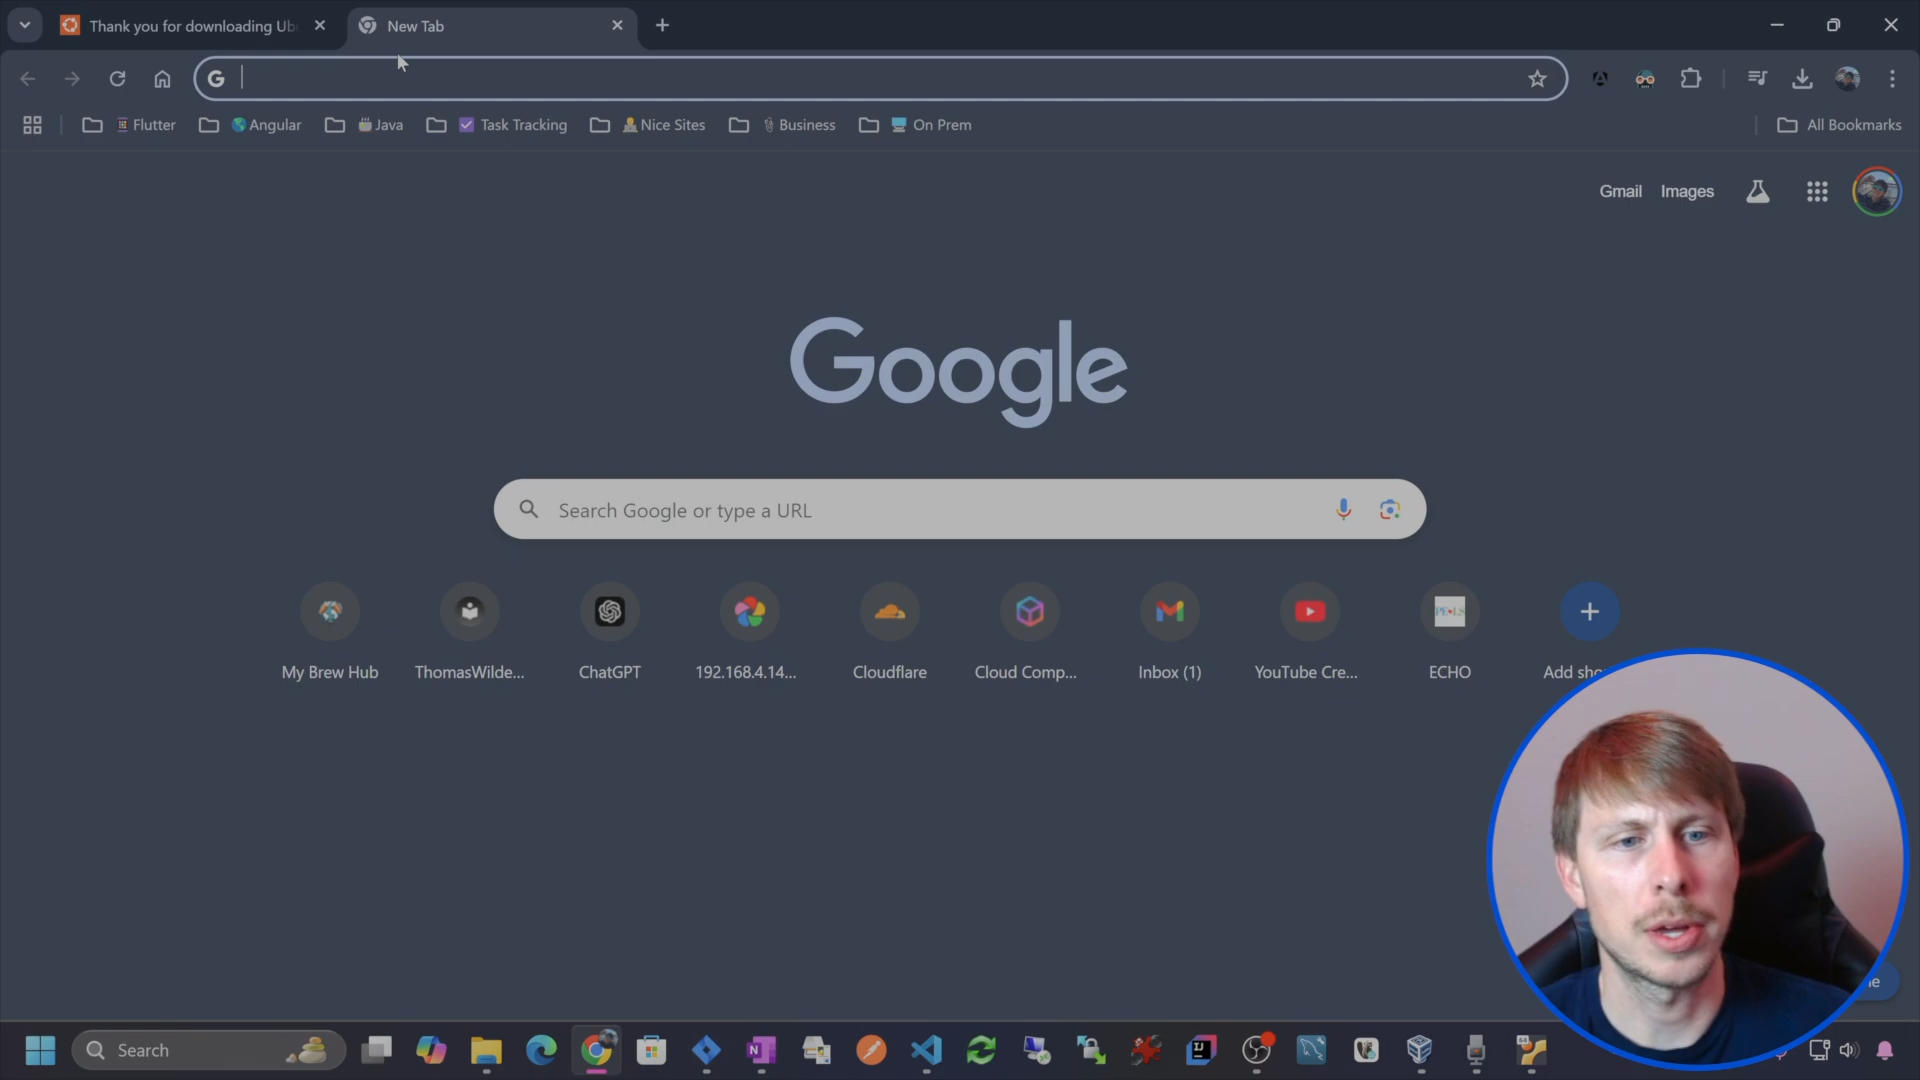 Thank you for downloading Ub
New Tab
Flutter
Angular
Java
Task Tracking
Nice Sites
Business
On Prem
All Bookmarks
Gmail
Images
Google
Search Google or type a URL
My Brew Hub
ThomasWilde...
ChatGPT
192.168.4.14...
Cloudflare
Cloud Comp...
Inbox (1)
YouTube Cre...
ECHO
Add sho
Search